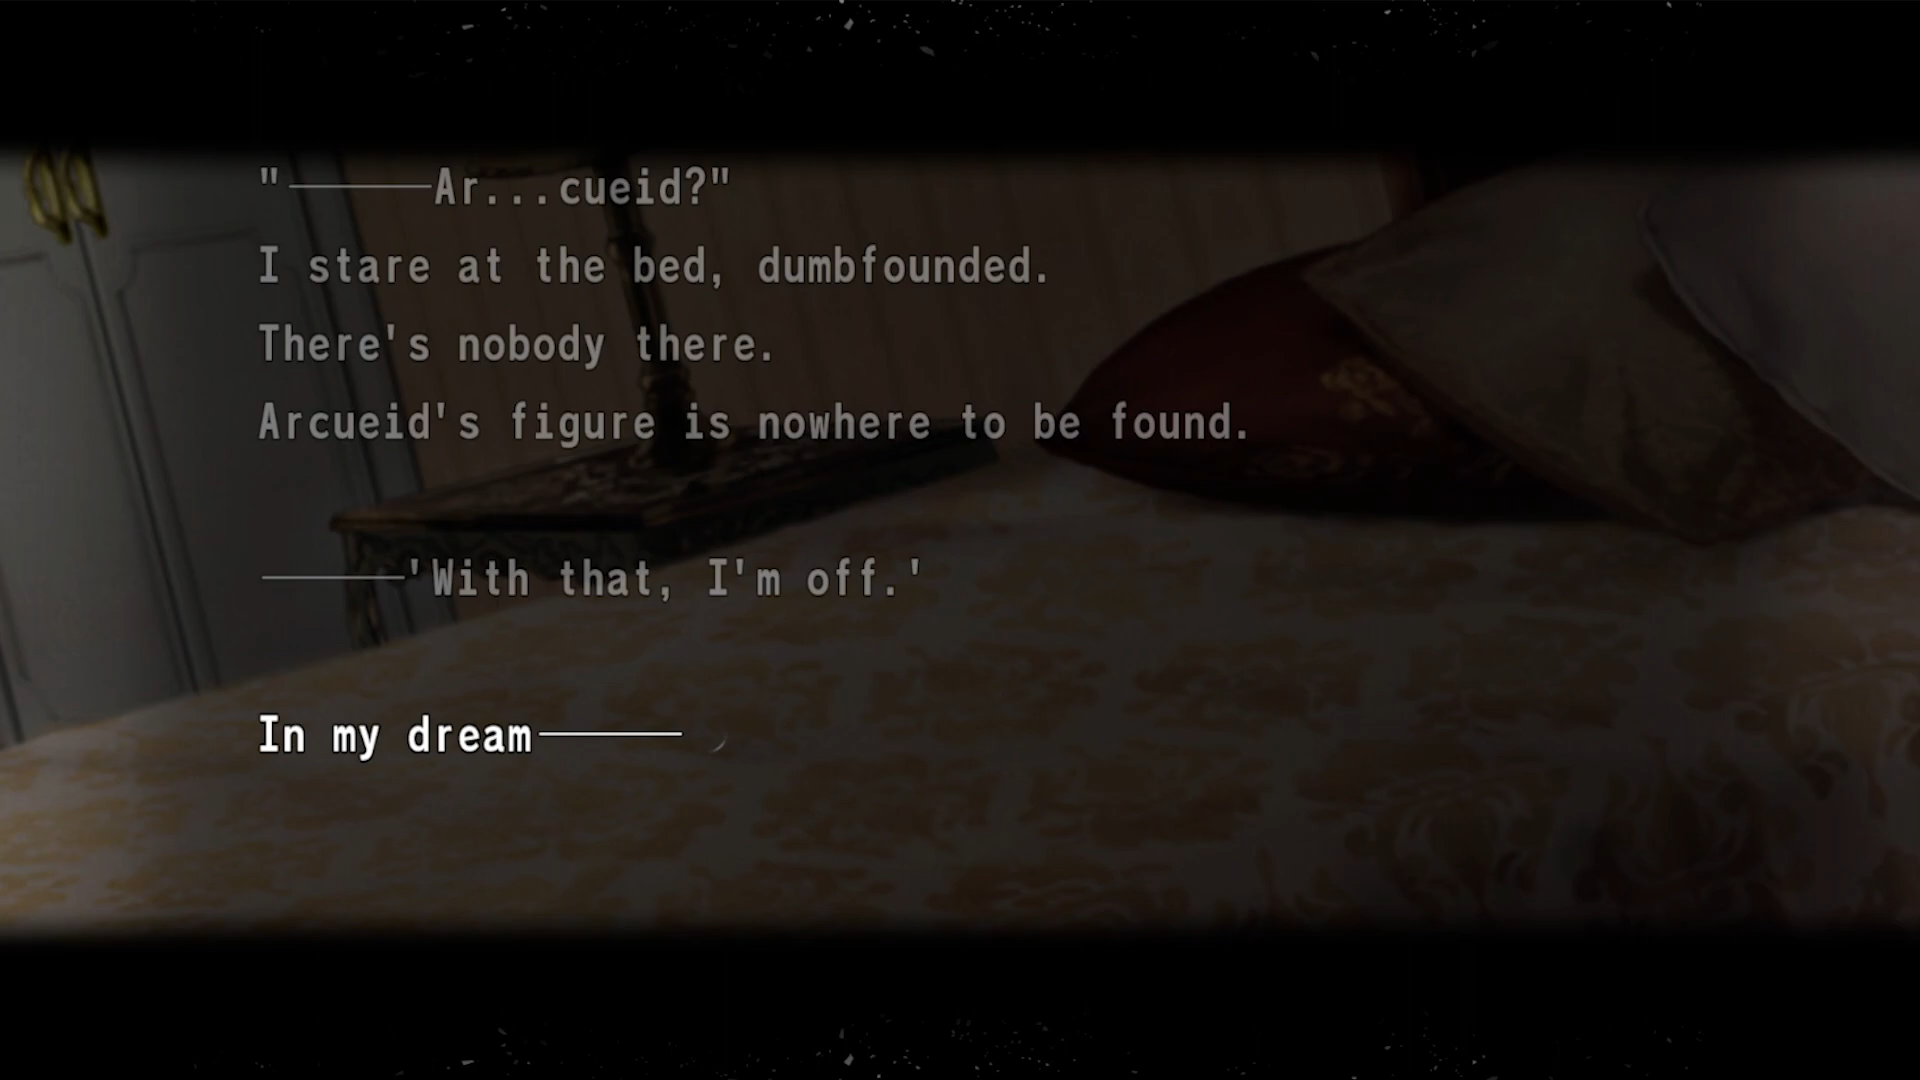 "———Ar...cueid?"
I stare at the bed, dumbfounded.
There's nobody there.
Arcueid's figure is nowhere to be found.
———'With that, I'm off.'
In my dream———